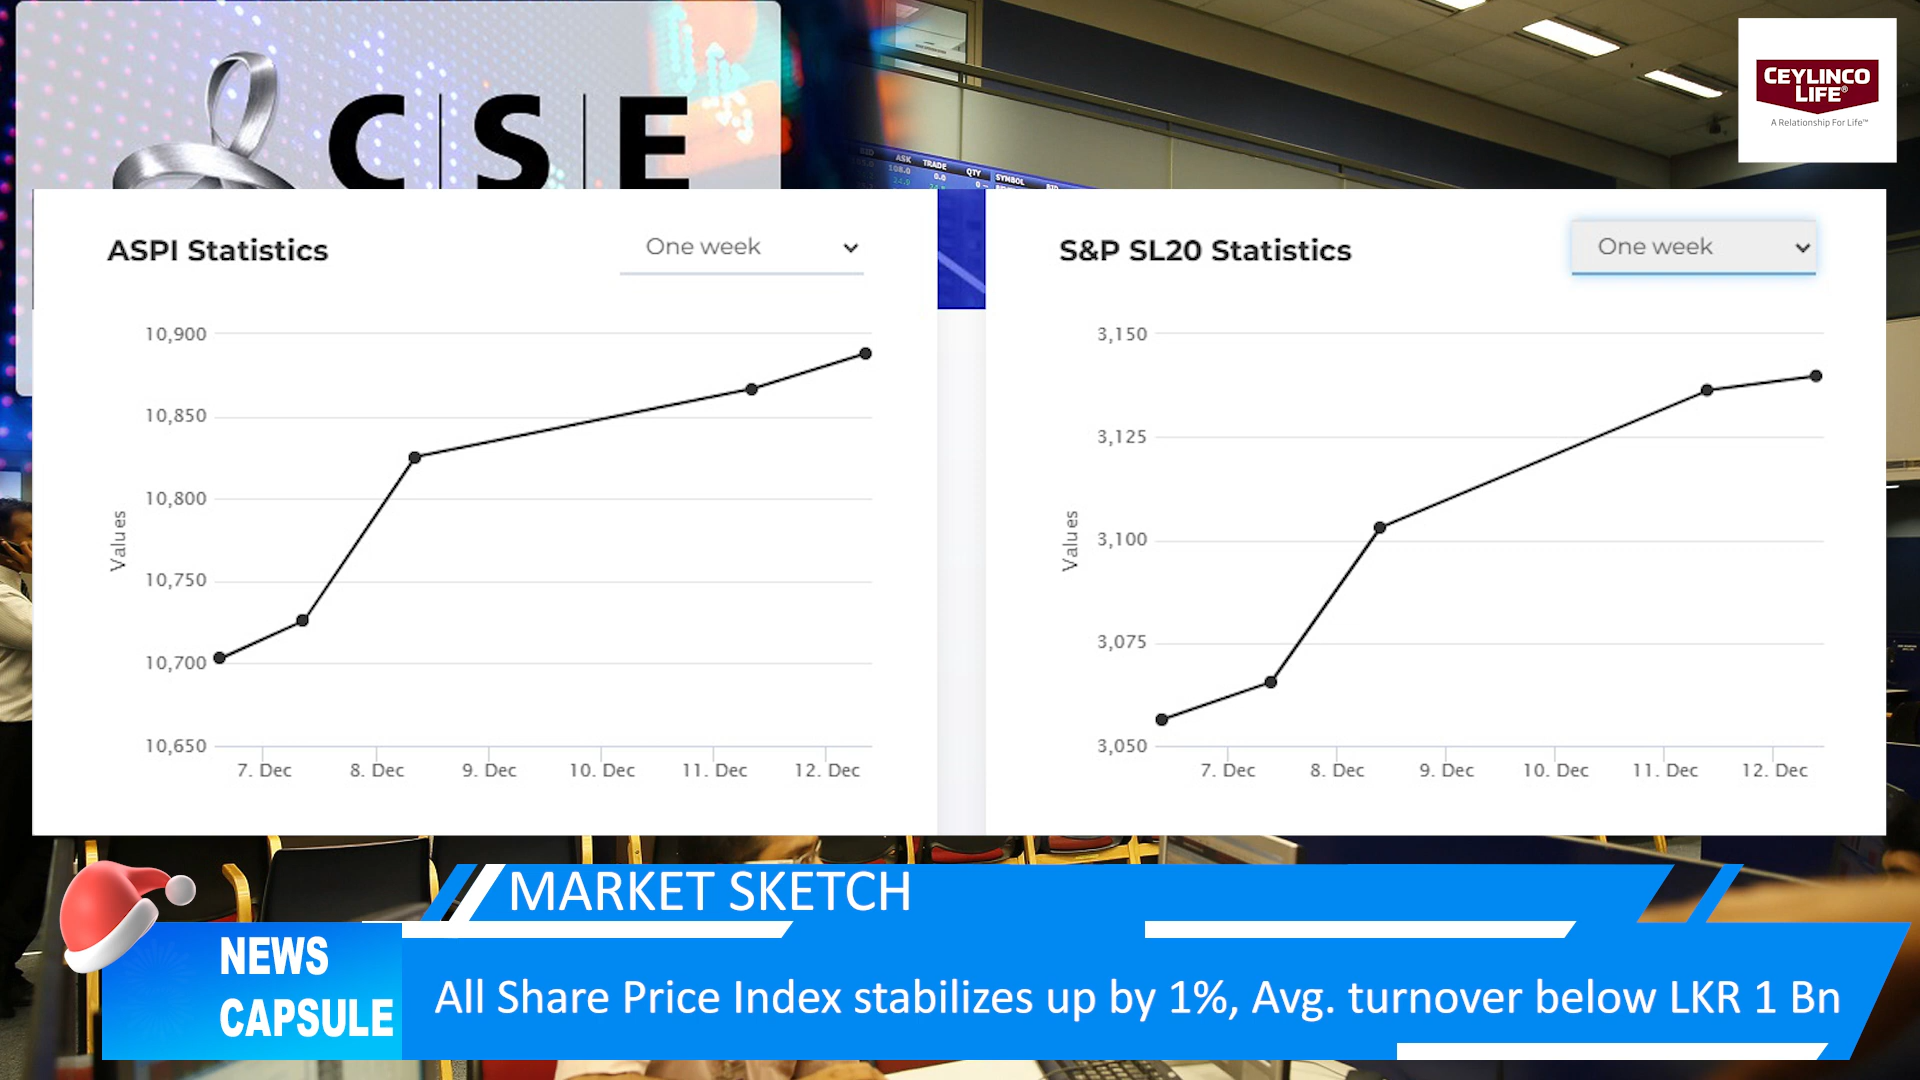 C|S|E
CEYLINCO
LIFE®
A Relationship For Life™
ASK TRADE QTY SYMBOL
ASPI Statistics
One week
10,900
10,850
10,800
10,750
10,700
10,650
Values
7. Dec 8. Dec 9. Dec 10. Dec 11. Dec 12. Dec
S&P SL20 Statistics
One week
3,150
3,125
3,100
3,075
3,050
Values
7. Dec 8. Dec 9. Dec 10. Dec 11. Dec 12. Dec
MARKET SKETCH
NEWS
CAPSULE
All Share Price Index stabilizes up by 1%, Avg. turnover below LKR 1 Bn